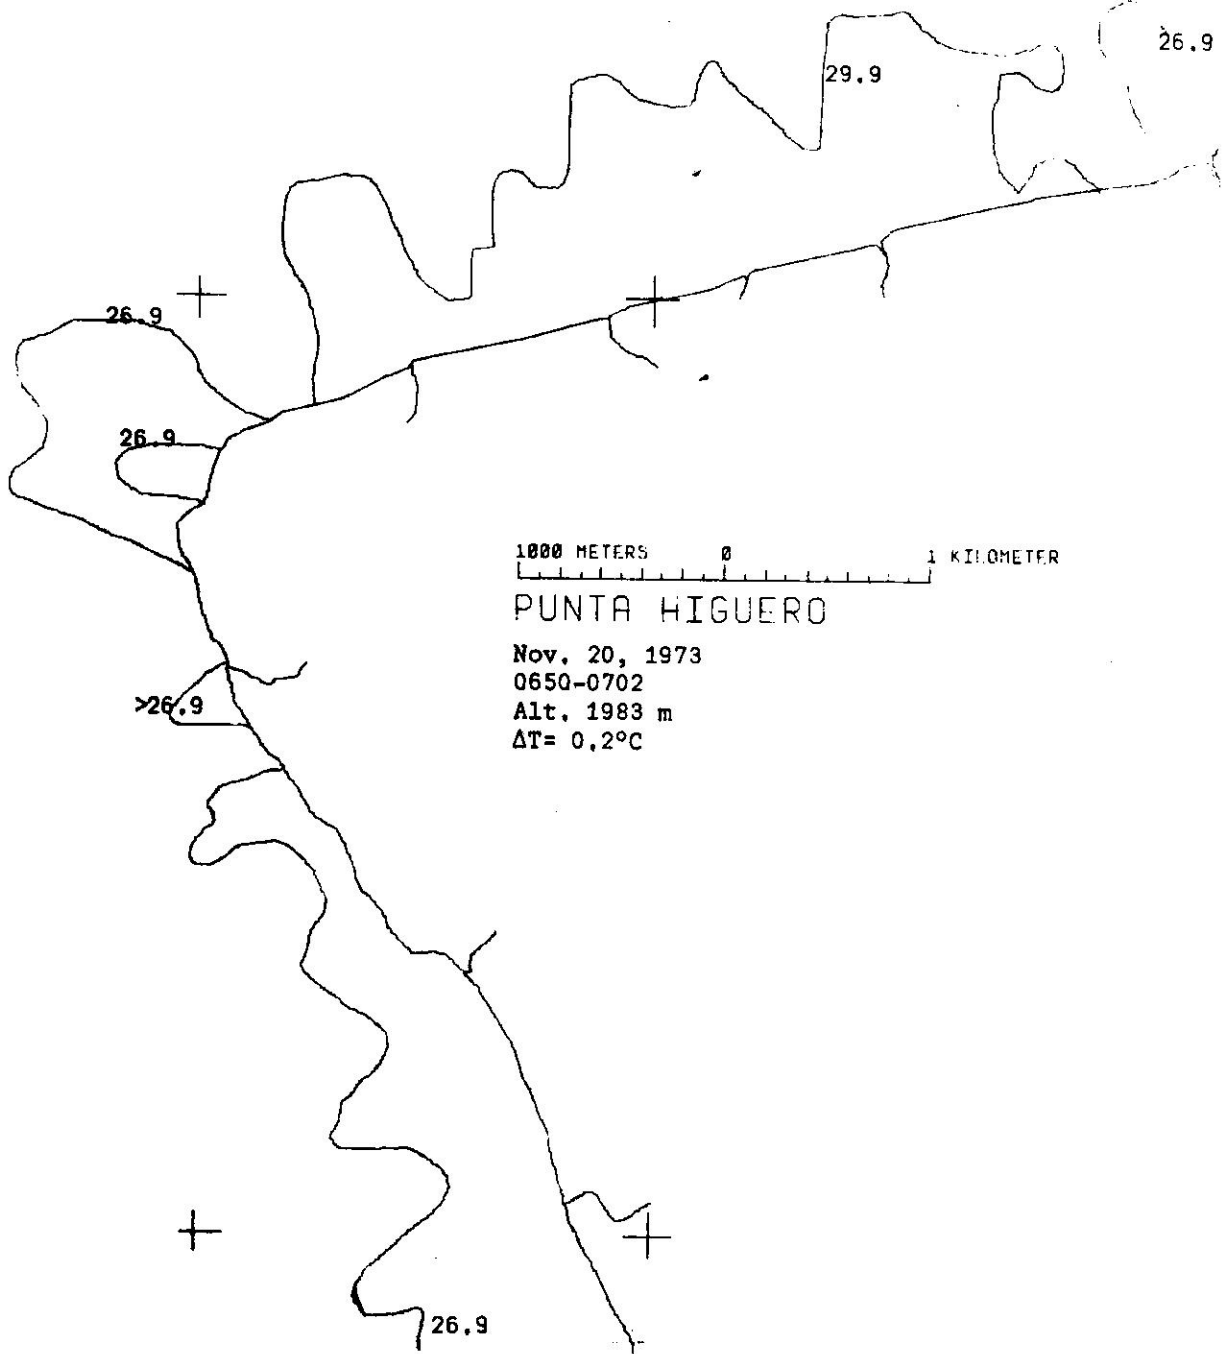 26.9
29.9
26.9
26.9
1000 METERS 0 1 KILOMETER
PUNTA HIGUERO
Nov. 20, 1973
0650-0702
>26.9
Alt. 1983 m
ΔT= 0.2°C
26.9